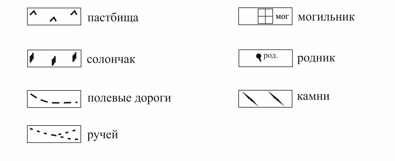 пастбища
солончак
полевые дороги
ручей
мог могильник
род. родник
камни